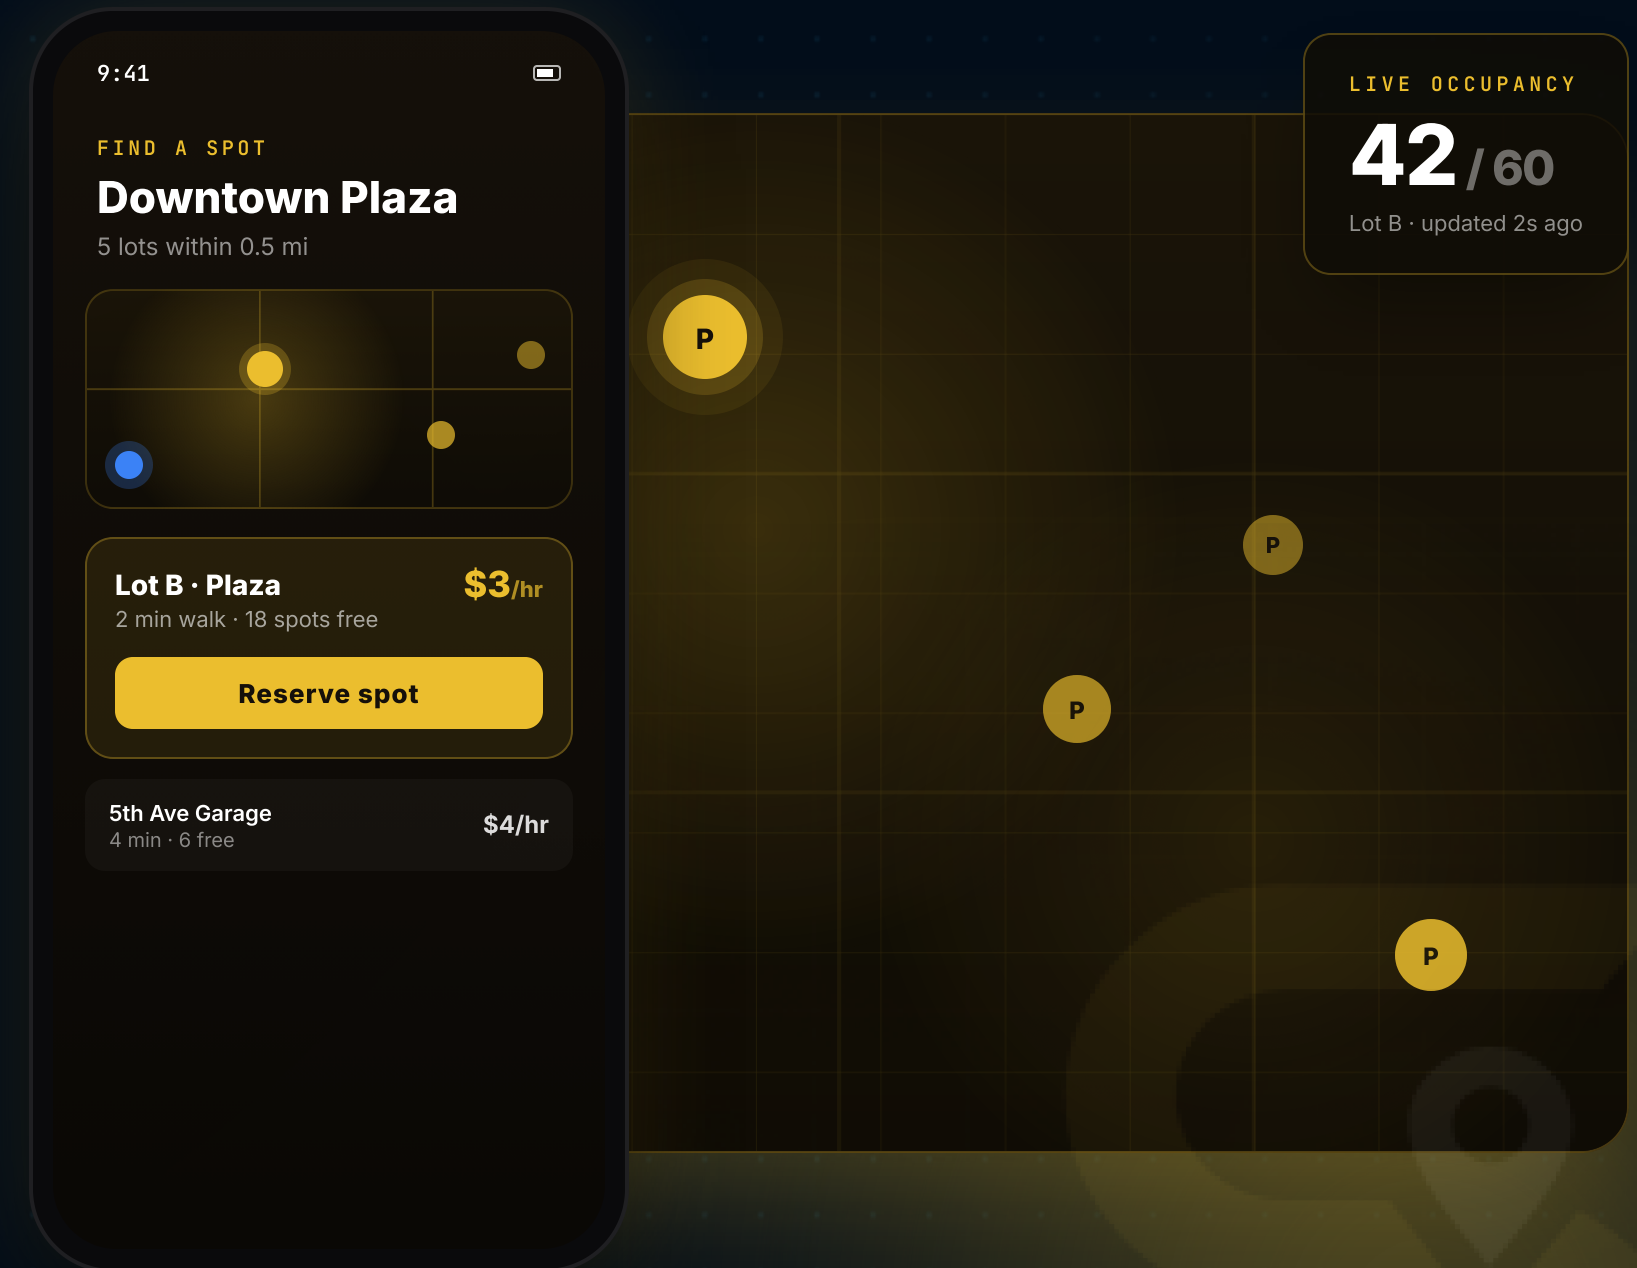 9:41
FIND A SPOT
Downtown Plaza
5 lots within 0.5 mi
Lot B · Plaza
$3/hr
2 min walk · 18 spots free
Reserve spot
5th Ave Garage
4 min · 6 free
$4/hr
LIVE OCCUPANCY
42 / 60
Lot B · updated 2s ago
P
P
P
P